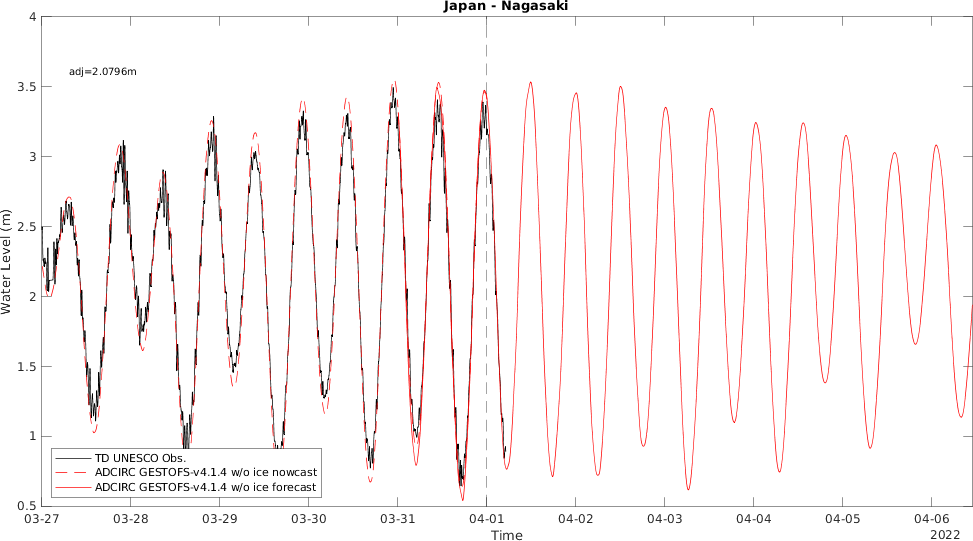 Japan - Nagasaki
adj=2.0796m
4
3.5
3
2.5
2
1.5
1
0.5
Water Level (m)
TD UNESCO Obs.
ADCIRC GESTOFS-v4.1.4 w/o ice nowcast
ADCIRC GESTOFS-v4.1.4 w/o ice forecast
03-27 03-28 03-29 03-30 03-31 04-01 04-02 04-03 04-04 04-05 04-06
Time
2022